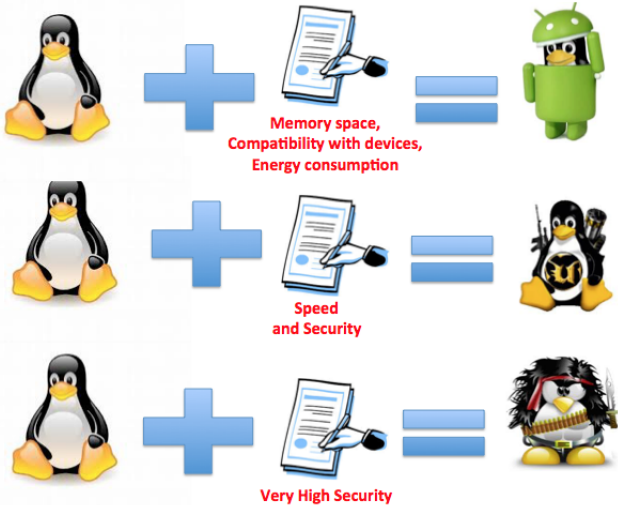 Memory space,
Compatibility with devices,
Energy consumption
Speed
and Security
Very High Security